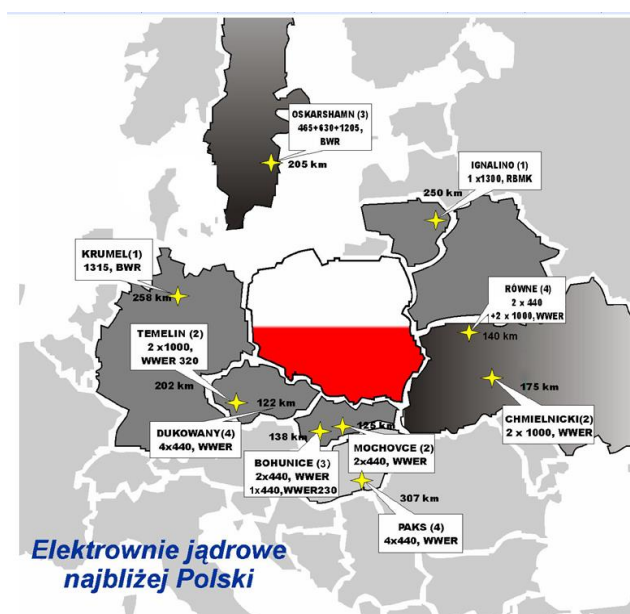 OSKARSHAMN (3)
465+630+1205,
BWR
205 km
IGNALINO (1)
1 x1300, RBMK
250 km
KRUMEL(1)
1315, BWR
258 km
RÓWNE (4)
2 x 440
1+2 x 1000, WWER
140 km
TEMELIN (2)
2 x1000,
WWER 320
202 km
175 km
122 km
CHMIELNICKI(2)
2 x 1000, WWER
DUKOWANY(4)
4x440, WWER
138 km
125 km
MOCHOVCE (2)
2x440, WWER
BOHUNICE (3)
2x440, WWER
1x440,WWER230
307 km
PAKS (4)
4x440, WWER
Elektrownie jądrowe
najbliżej Polski